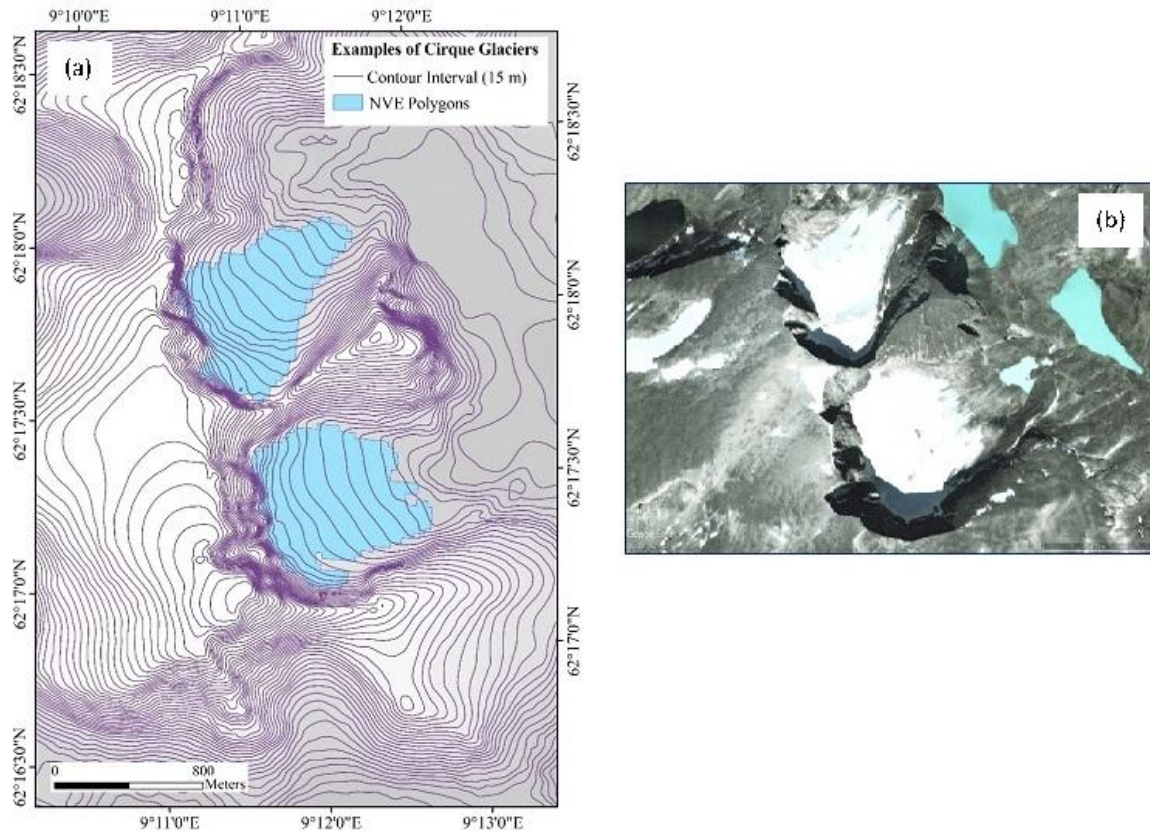 9°10'0"E 9°11'0"E 9°12'0"E
(a)
Examples of Cirque Glaciers
Contour Interval (15 m)
NVE Polygons
62°18'30"N
62°18'0"N
62°17'30"N
62°17'0"N
62°16'30"N
62°18'30"N
62°18'0"N
62°17'30"N
62°17'0"N
0 800
Meters
9°11'0"E 9°12'0"E 9°13'0"E
(b)